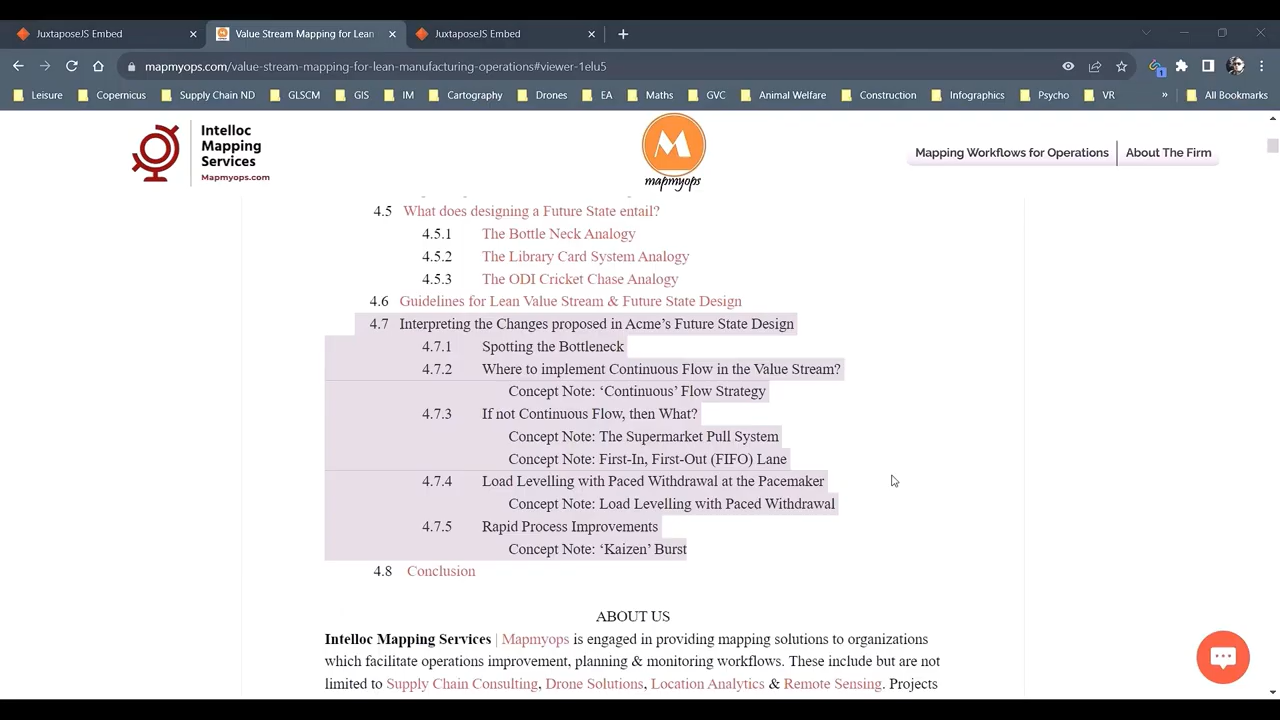 JuxtaposeJS Embed
Value Stream Mapping for Lean
JuxtaposeJS Embed
mapmyops.com/value-stream-mapping-for-lean-manufacturing-operations#viewer-1elu5
1
Leisure
Copernicus
Supply Chain ND
GLSCM
GIS
IM
Cartography
Drones
EA
Maths
GVC
Animal Welfare
Construction
Infographics
Psycho
VR
»
All Bookmarks
Intelloc
Mapping
Services
Mapmyops.com
mapmyops
Mapping Workflows for Operations
About The Firm
4.5 What does designing a Future State entail?
4.5.1 The Bottle Neck Analogy
4.5.2 The Library Card System Analogy
4.5.3 The ODI Cricket Chase Analogy
4.6 Guidelines for Lean Value Stream & Future State Design
4.7 Interpreting the Changes proposed in Acme’s Future State Design
4.7.1 Spotting the Bottleneck
4.7.2 Where to implement Continuous Flow in the Value Stream?
Concept Note: ‘Continuous’ Flow Strategy
4.7.3 If not Continuous Flow, then What?
Concept Note: The Supermarket Pull System
Concept Note: First-In, First-Out (FIFO) Lane
4.7.4 Load Levelling with Paced Withdrawal at the Pacemaker
Concept Note: Load Levelling with Paced Withdrawal
4.7.5 Rapid Process Improvements
Concept Note: ‘Kaizen’ Burst
4.8 Conclusion
ABOUT US
Intelloc Mapping Services | Mapmyops is engaged in providing mapping solutions to organizations
which facilitate operations improvement, planning & monitoring workflows. These include but are not
limited to Supply Chain Consulting, Drone Solutions, Location Analytics & Remote Sensing. Projects